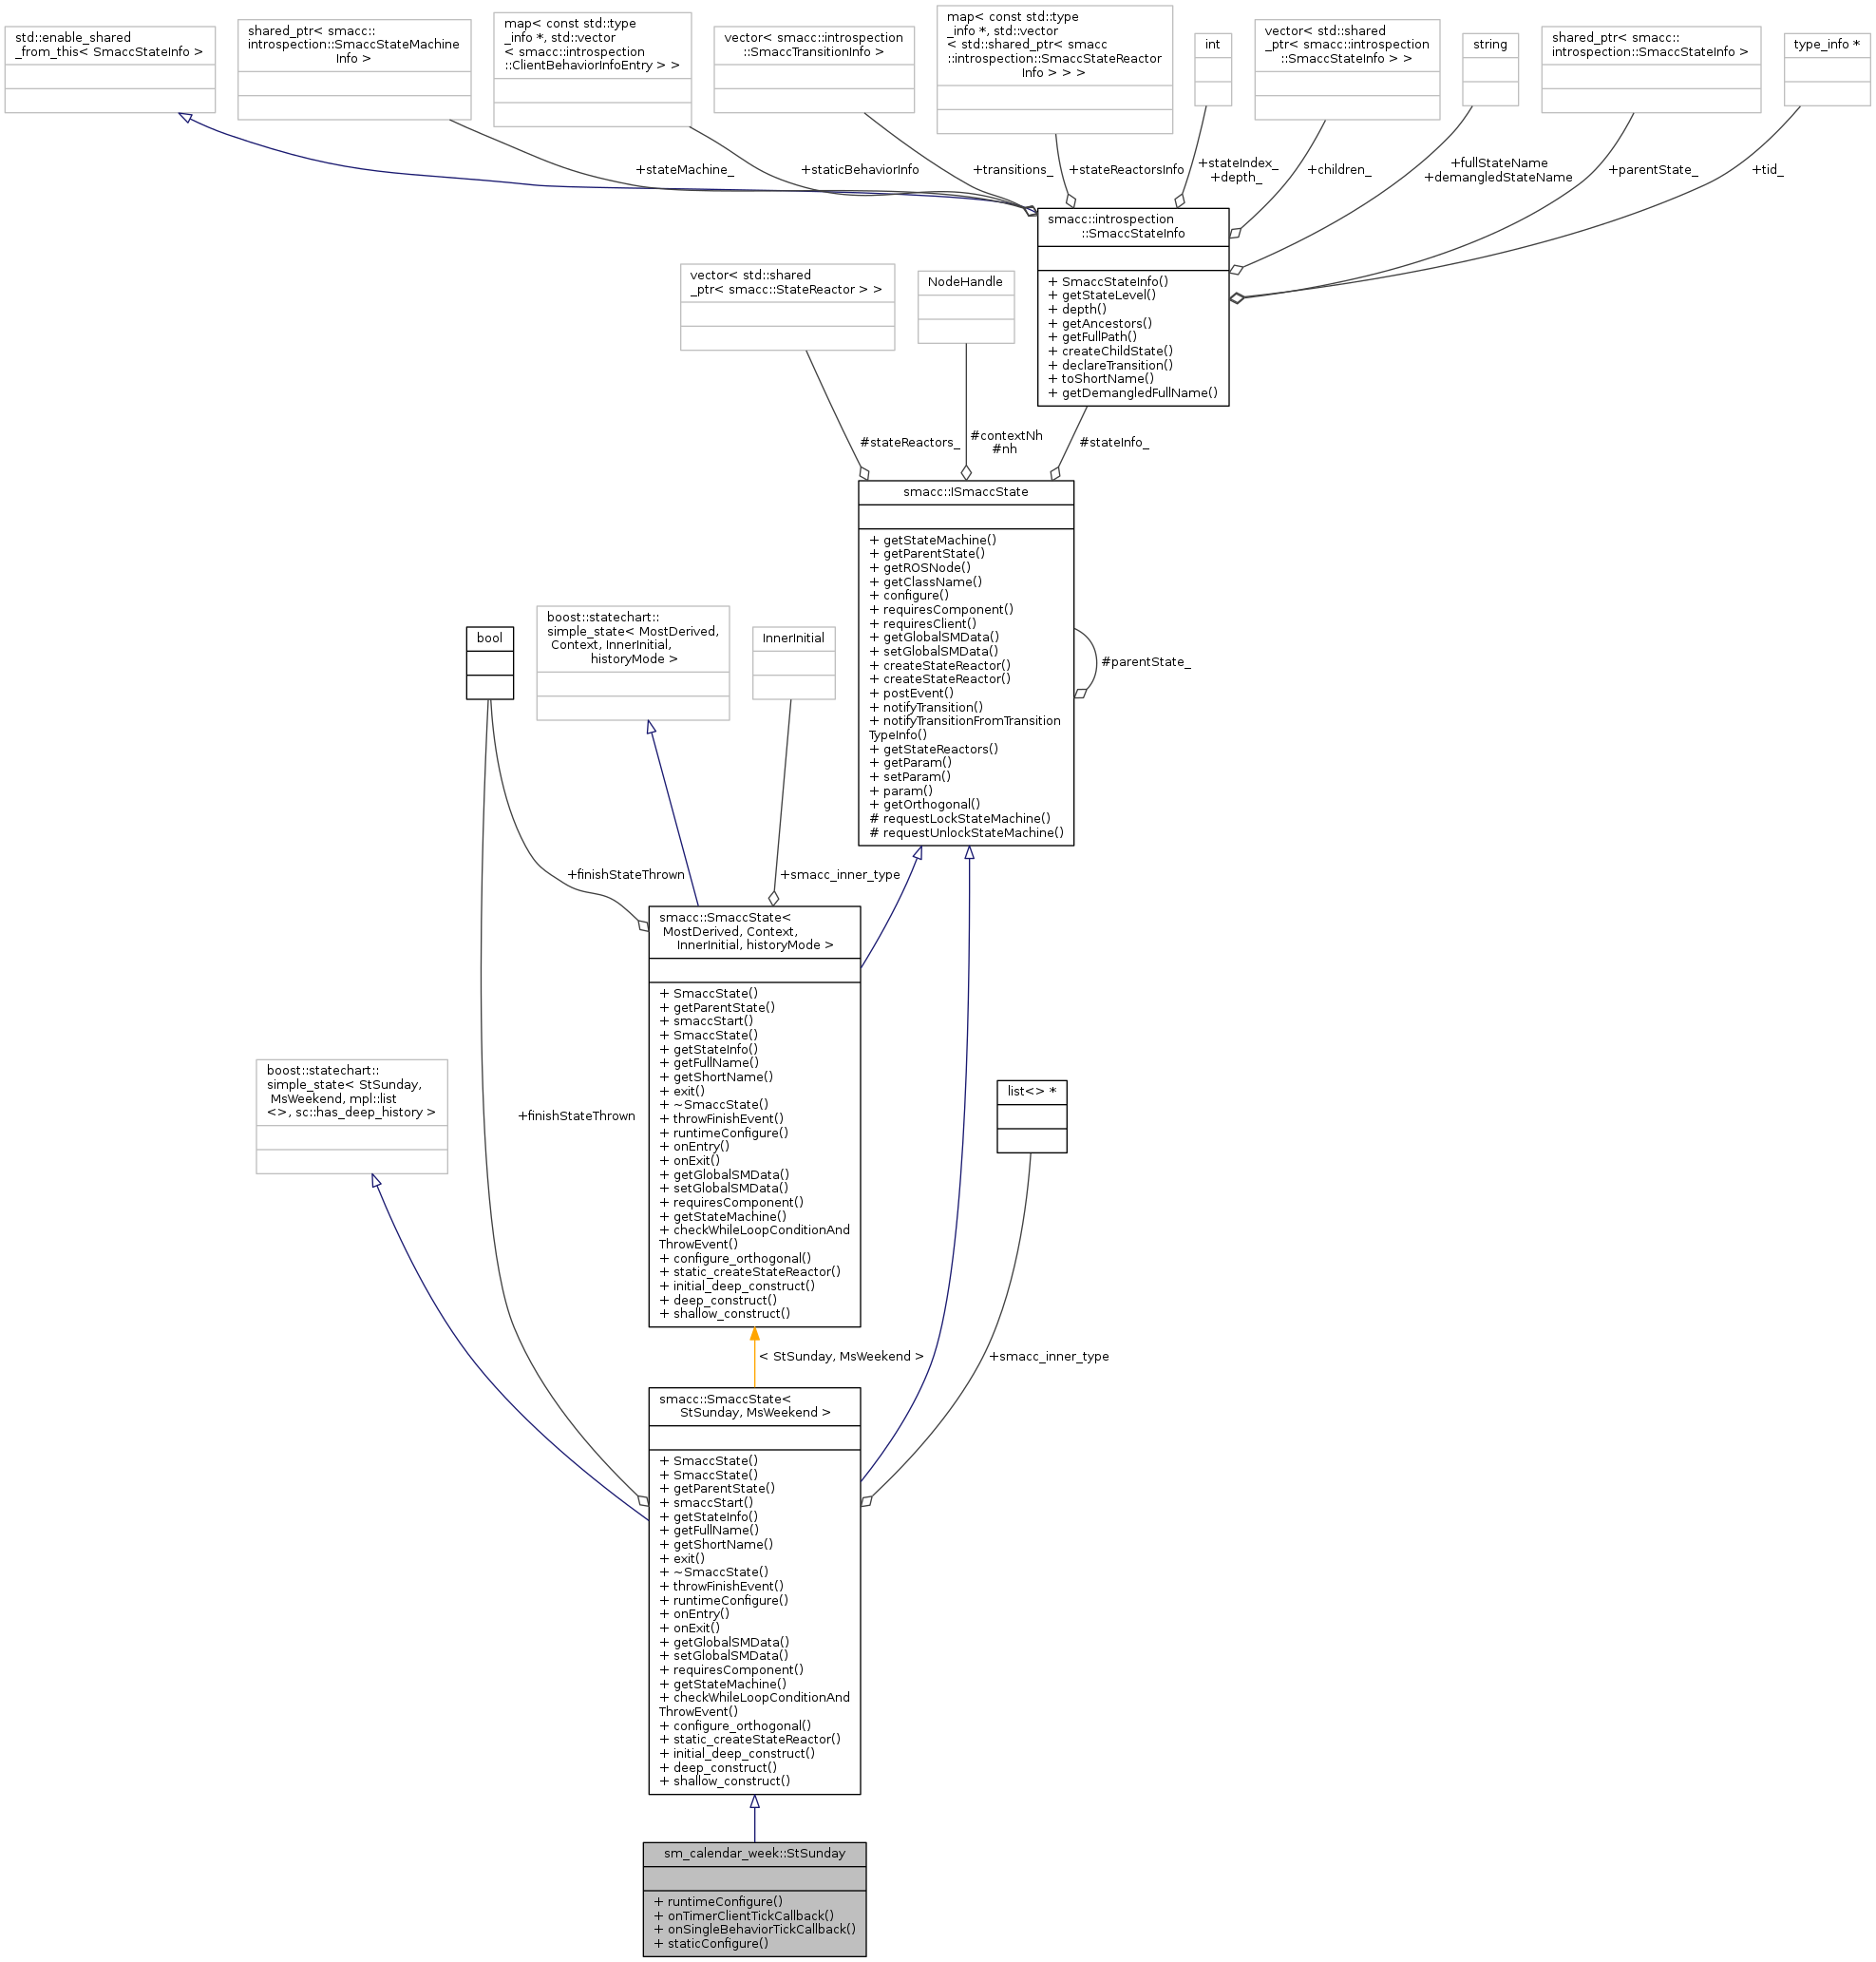 std::enable_shared
_from_this< SmaccStateInfo >
shared_ptr< smacc::
introspection::SmaccStateMachine
Info >
map< const std::type
_info *, std::vector
< smacc::introspection
::ClientBehaviorInfoEntry > >
vector< smacc::introspection
::SmaccTransitionInfo >
map< const std::type
_info *, std::vector
< std::shared_ptr< smacc
::introspection::SmaccStateReactor
Info > > >
int
vector< std::shared
_ptr< smacc::introspection
::SmaccStateInfo > >
string
shared_ptr< smacc::
introspection::SmaccStateInfo >
type_info *
+stateMachine_
+staticBehaviorInfo
+transitions_
+stateReactorsInfo
+stateIndex_
+depth_
+children_
+fullStateName
+demangledStateName
+parentState_
+tid_
smacc::introspection
::SmaccStateInfo
+ SmaccStateInfo()
+ getStateLevel()
+ depth()
+ getAncestors()
+ getFullPath()
+ createChildState()
+ declareTransition()
+ toShortName()
+ getDemangledFullName()
vector< std::shared
_ptr< smacc::StateReactor > >
NodeHandle
#stateReactors_
#contextNh
#nh
#stateInfo_
smacc::ISmaccState
+ getStateMachine()
+ getParentState()
+ getROSNode()
+ getClassName()
+ configure()
+ requiresComponent()
+ requiresClient()
+ getGlobalSMData()
+ setGlobalSMData()
+ createStateReactor()
+ createStateReactor()
+ postEvent()
+ notifyTransition()
+ notifyTransitionFromTransition
TypeInfo()
+ getStateReactors()
+ getParam()
+ setParam()
+ param()
+ getOrthogonal()
# requestLockStateMachine()
# requestUnlockStateMachine()
#parentState_
bool
boost::statechart::
simple_state< MostDerived,
Context, InnerInitial,
historyMode >
InnerInitial
+finishStateThrown
+smacc_inner_type
smacc::SmaccState<
MostDerived, Context,
InnerInitial, historyMode >
+ SmaccState()
+ getParentState()
+ smaccStart()
+ SmaccState()
+ getStateInfo()
+ getFullName()
+ getShortName()
+ exit()
+ ~SmaccState()
+ throwFinishEvent()
+ runtimeConfigure()
+ onEntry()
+ onExit()
+ getGlobalSMData()
+ setGlobalSMData()
+ requiresComponent()
+ getStateMachine()
+ checkWhileLoopConditionAnd
ThrowEvent()
+ configure_orthogonal()
+ static_createStateReactor()
+ initial_deep_construct()
+ deep_construct()
+ shallow_construct()
boost::statechart::
simple_state< StSunday,
MsWeekend, mpl::list
<>, sc::has_deep_history >
+finishStateThrown
list<> *
< StSunday, MsWeekend >
+smacc_inner_type
smacc::SmaccState<
StSunday, MsWeekend >
+ SmaccState()
+ SmaccState()
+ getParentState()
+ smaccStart()
+ getStateInfo()
+ getFullName()
+ getShortName()
+ exit()
+ ~SmaccState()
+ throwFinishEvent()
+ runtimeConfigure()
+ onEntry()
+ onExit()
+ getGlobalSMData()
+ setGlobalSMData()
+ requiresComponent()
+ getStateMachine()
+ checkWhileLoopConditionAnd
ThrowEvent()
+ configure_orthogonal()
+ static_createStateReactor()
+ initial_deep_construct()
+ deep_construct()
+ shallow_construct()
sm_calendar_week::StSunday
+ runtimeConfigure()
+ onTimerClientTickCallback()
+ onSingleBehaviorTickCallback()
+ staticConfigure()